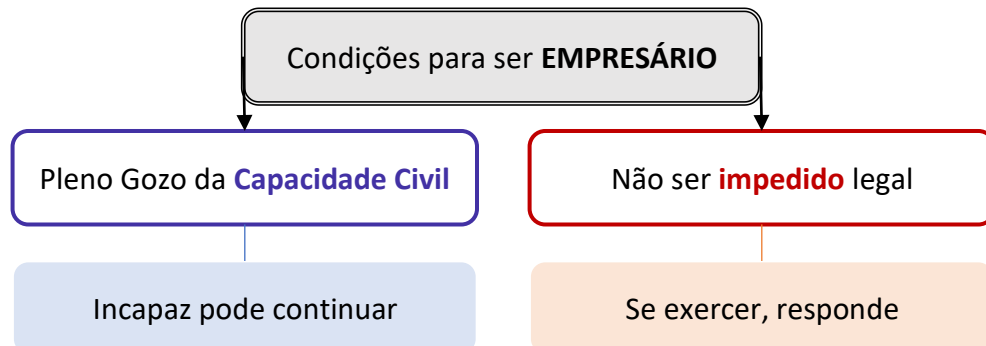 Condições para ser EMPRESÁRIO
Pleno Gozo da Capacidade Civil
Não ser impedido legal
Incapaz pode continuar
Se exercer, responde